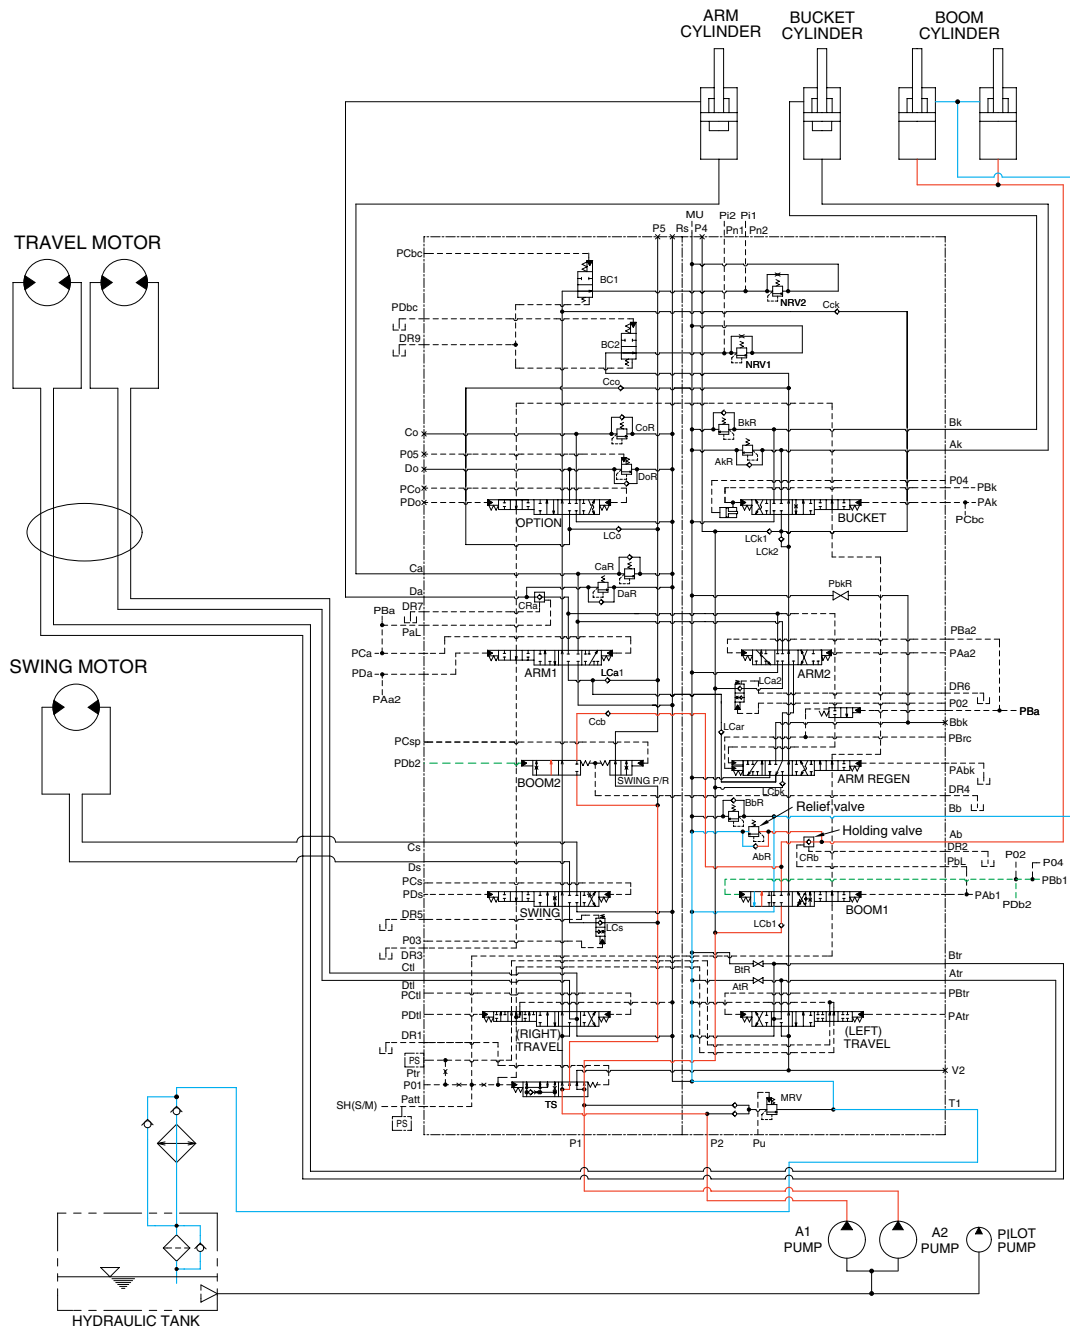 ARM
CYLINDER
BUCKET
CYLINDER
BOOM
CYLINDER
TRAVEL MOTOR
SWING MOTOR
MU
Pi2
Pi1
P5
Rs
P4
Pn1
Pn2
PCbc
BC1
NRV2
Cck
PDbc
DR9
BC2
NRV1
Cco
Co
CoR
BkR
Bk
P05
Do
DoR
AkR
Ak
PCo
PDo
OPTION
P04
PBk
PAk
BUCKET
PCbc
LCo
LCk1
LCk2
Ca
CaR
Da
DaR
PbkR
CRa
PBa
DR7
PaL
PBa2
PCa
PAa2
PDa
ARM1
LCa1
LCa2
ARM2
PAa2
DR6
P02
PBa
Ccb
LCar
Bbk
PCsp
PBrc
PDb2
BOOM2
SWING P/R
LCbk
ARM REGEN
PAbk
DR4
BbR
Relief valve
Bb
Holding valve
Ab
AbR
CRb
DR2
PbL
P02
P04
PBb1
Cs
Ds
PCs
PDs
SWING
BOOM1
PAb1
PDb2
DR5
LCs
LCb1
P03
DR3
Ctl
BtR
Btr
Dtl
AtR
Atr
PCtl
PBtr
PDtl
(RIGHT)
TRAVEL
(LEFT)
TRAVEL
PAtr
DR1
PS
Ptr
P01
V2
Patt
TS
MRV
SH(S/M)
T1
PS
P1
P2
Pu
A1
PUMP
A2
PUMP
PILOT
PUMP
HYDRAULIC TANK